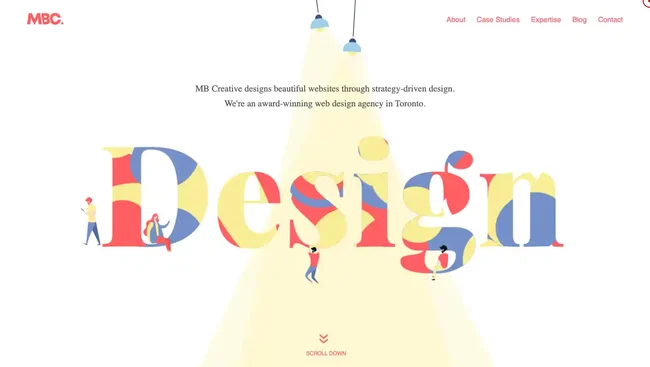 MBC.
About Case Studies Expertise Blog Contact
MB Creative designs beautiful websites through strategy-driven design.
We're an award-winning web design agency in Toronto.
Design
SCROLL DOWN